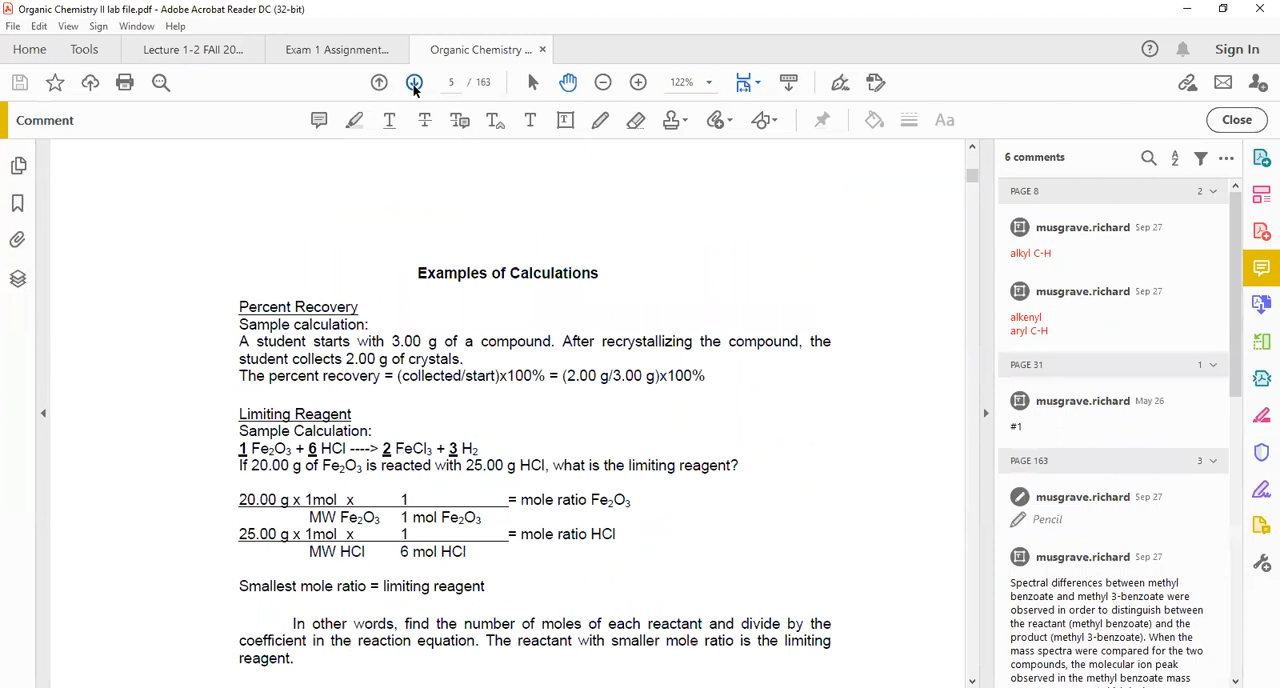 Organic Chemistry II lab file.pdf - Adobe Acrobat Reader DC (32-bit)
File Edit View Sign Window Help
Home Tools Lecture 1-2 FAll 20... Exam 1 Assignment... Organic Chemistry ... × Sign In
5 / 163 122%
Comment Close
Examples of Calculations
Percent Recovery
Sample calculation:
A student starts with 3.00 g of a compound. After recrystallizing the compound, the
student collects 2.00 g of crystals.
The percent recovery = (collected/start)x100% = (2.00 g/3.00 g)x100%
Limiting Reagent
Sample Calculation:
1 Fe₂O₃ + 6 HCl ----> 2 FeCl₃ + 3 H₂
If 20.00 g of Fe₂O₃ is reacted with 25.00 g HCl, what is the limiting reagent?
20.00 g x 1mol x 1 = mole ratio Fe₂O₃
MW Fe₂O₃ 1 mol Fe₂O₃
25.00 g x 1mol x 1 = mole ratio HCl
MW HCl 6 mol HCl
Smallest mole ratio = limiting reagent
In other words, find the number of moles of each reactant and divide by the
coefficient in the reaction equation. The reactant with smaller mole ratio is the limiting
reagent.
6 comments
PAGE 8 2
musgrave.richard Sep 27
alkyl C-H
musgrave.richard Sep 27
alkenyl
aryl C-H
PAGE 31 1
musgrave.richard May 26
#1
PAGE 163 3
musgrave.richard Sep 27
Pencil
musgrave.richard Sep 27
Spectral differences between methyl
benzoate and methyl 3-benzoate were
observed in order to distinguish between
the reactant (methyl benzoate) and the
product (methyl 3-benzoate). When the
mass spectra were compared for the two
compounds, the molecular ion peak
observed in the methyl benzoate mass